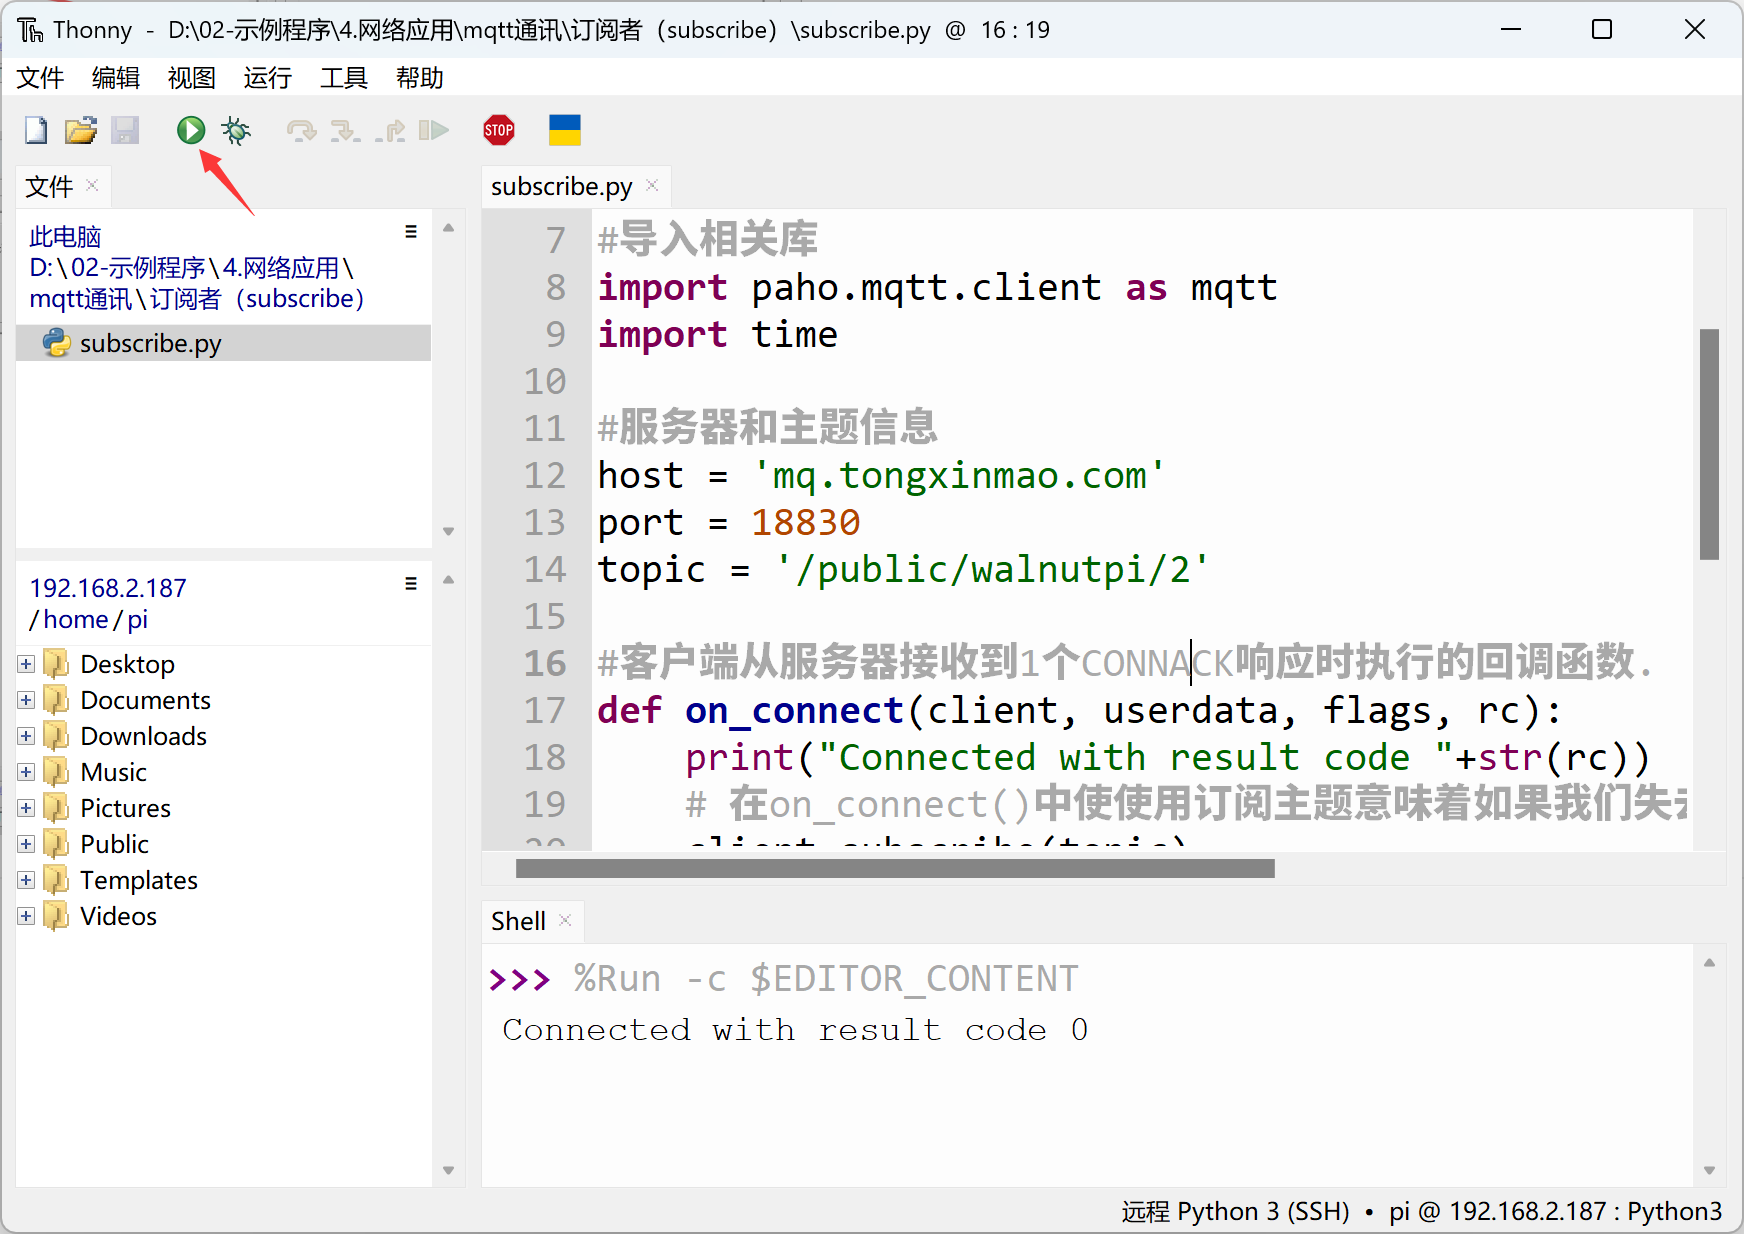 Thonny - D:\02-示例程序\4.网络应用\mqtt通讯\订阅者（subscribe）\subscribe.py @ 16 : 19
文件 编辑 视图 运行 工具 帮助
STOP
文件
此电脑
D:\02-示例程序\4.网络应用\
mqtt通讯\订阅者（subscribe）
subscribe.py
192.168.2.187
/home/pi
Desktop
Documents
Downloads
Music
Pictures
Public
Templates
Videos
subscribe.py
7 #导入相关库
8 import paho.mqtt.client as mqtt
9 import time
10
11 #服务器和主题信息
12 host = 'mq.tongxinmao.com'
13 port = 18830
14 topic = '/public/walnutpi/2'
15
16 #客户端从服务器接收到1个CONNACK响应时执行的回调函数.
17 def on_connect(client, userdata, flags, rc):
18 print("Connected with result code "+str(rc))
19 # 在on_connect()中使使用订阅主题意味着如果我们失
20 client.subscribe(topic)
Shell
>>> %Run -c $EDITOR_CONTENT
Connected with result code 0
远程 Python 3 (SSH) • pi @ 192.168.2.187 : Python3